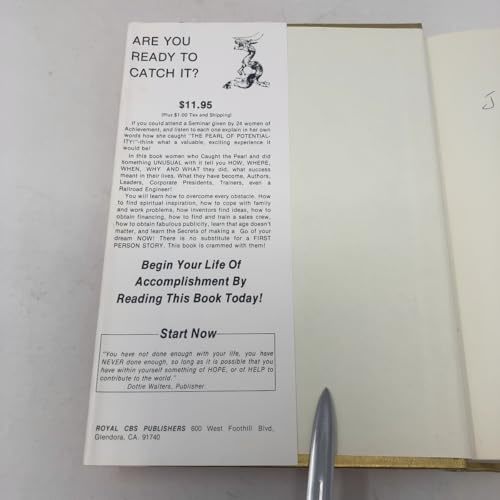 ARE YOU
READY TO
CATCH IT?
$11.95
(Plus $1.00 Tax and Shipping)
If you could attend a Seminar given by 24 women of
Achievement, and listen to each one explain in her own
words how she caught "THE PEARL OF POTENTIAL-
ITY!"-think what a valuable, exciting experience it
would be!
In this book women who Caught the Pearl and did
something UNUSUAL with it tell you HOW, WHERE,
WHEN, WHY AND WHAT they did, what success
meant in their lives. What they have become, Authors,
Leaders, Corporate Presidents, Trainers, even a
Railroad Engineer!
You will learn how to overcome every obstacle. How
to find spiritual inspiration, how to cope with family
and work problems, how inventors find ideas, how to
obtain financing, how to find and train a sales crew,
how to obtain fabulous publicity, learn that age doesn't
matter, and learn the Secrets of making a Go of your
dream NOW! There is no substitute for a FIRST
PERSON STORY. This book is crammed with them!
Begin Your Life Of
Accomplishment By
Reading This Book Today!
Start Now
"You have not done enough with your life, you have
NEVER done enough, so long as it is possible that you
have within yourself something of HOPE, or of HELP to
contribute to the world."
Dottie Walters, Publisher
ROYAL CBS PUBLISHERS 600 West Foothill Blvd,
Glendora, CA. 91740
J